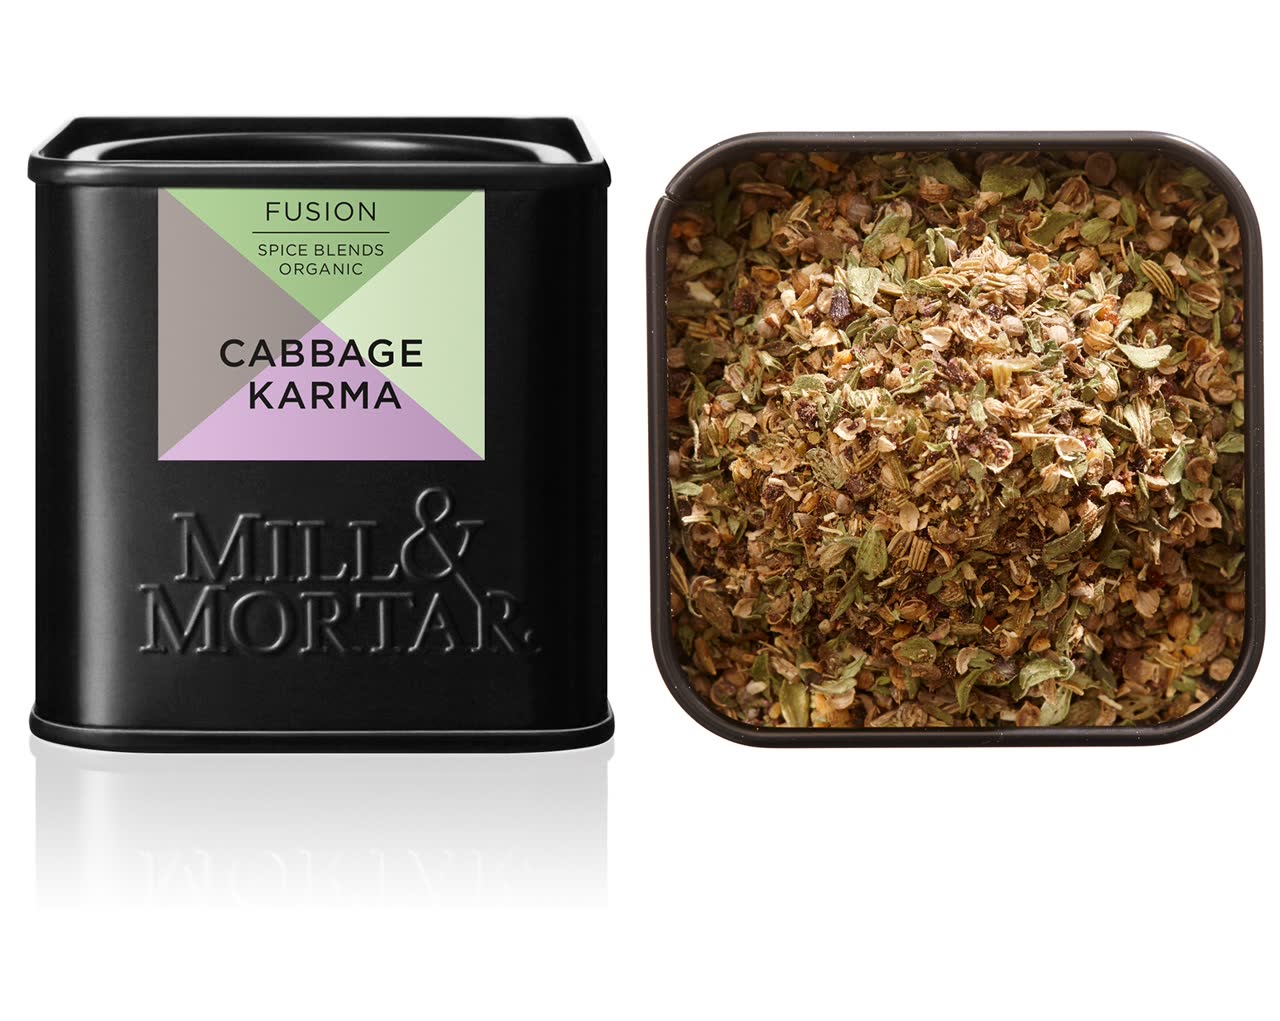 FUSION
SPICE BLENDS
ORGANIC
CABBAGE
KARMA
MILL &
MORTAR